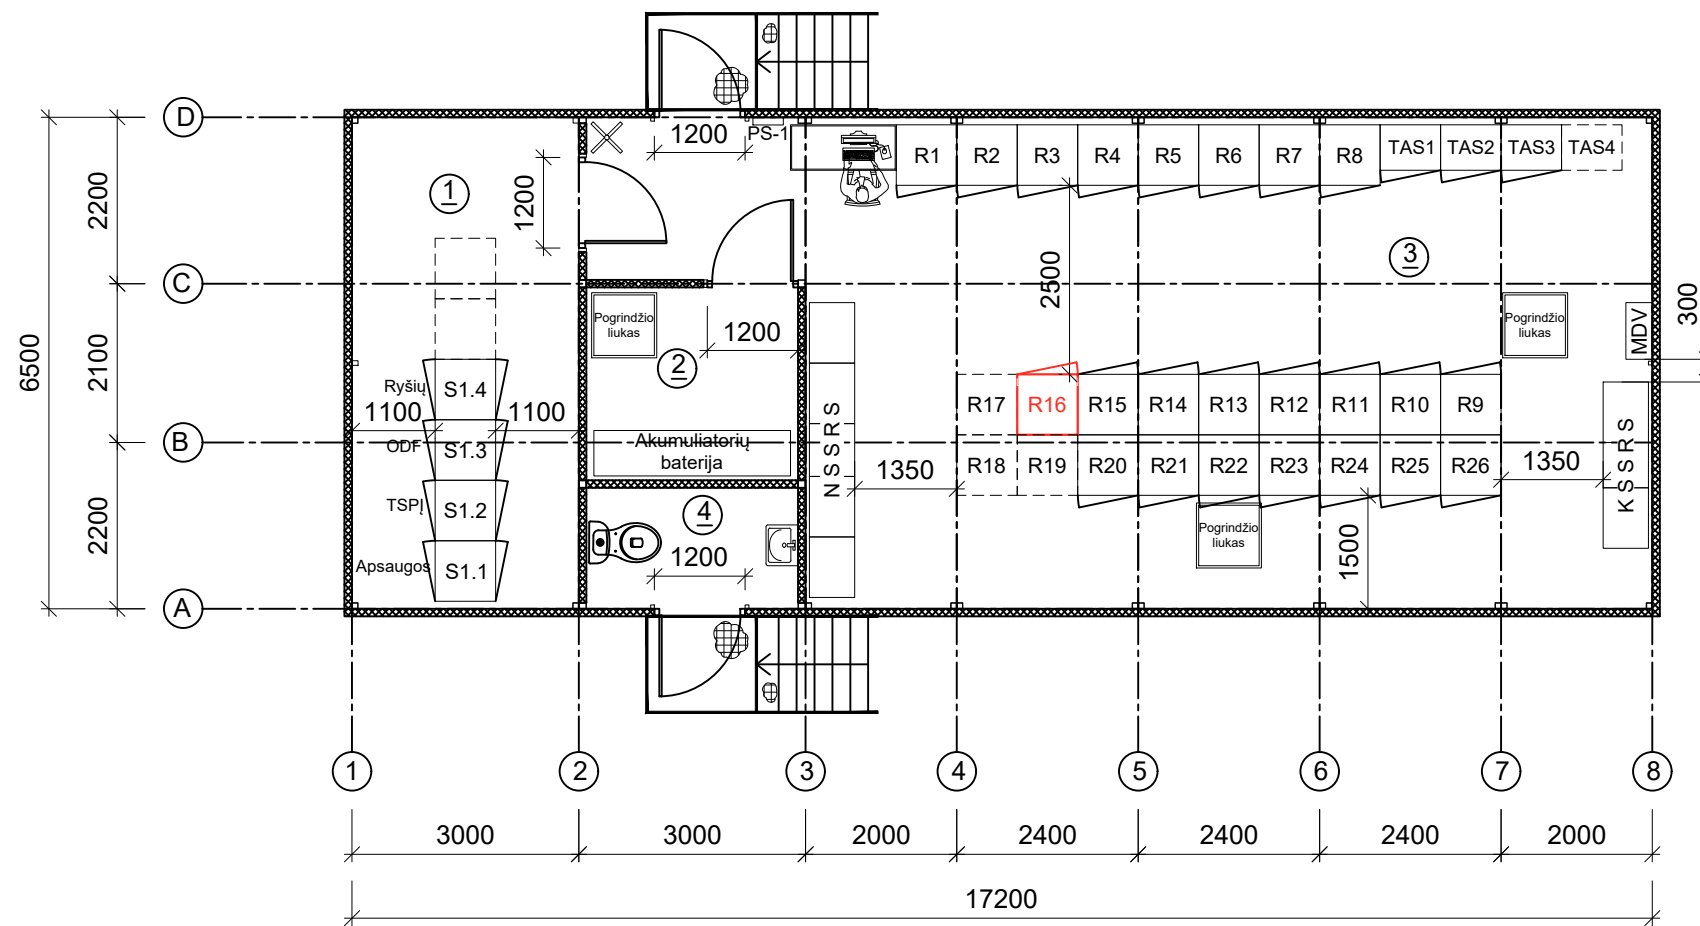 D
C
B
A
6500
2200
2100
2200
1
1200
1200
PS-1
R1
R2
R3
R4
R5
R6
R7
R8
TAS1
TAS2
TAS3
TAS4
3
2500
300
MDV
Pogrindžio
liukas
2
1200
Pogrindžio
liukas
Ryšių
S1.4
1100
1100
ODF
S1.3
TSPĮ
S1.2
Apsaugos
S1.1
Akumuliatorių
baterija
4
1200
NSSRS
1350
R17
R16
R15
R14
R13
R12
R11
R10
R9
R18
R19
R20
R21
R22
R23
R24
R25
R26
1350
KSSRS
Pogrindžio
liukas
1500
1
2
3
4
5
6
7
8
3000
3000
2000
2400
2400
2400
2000
17200